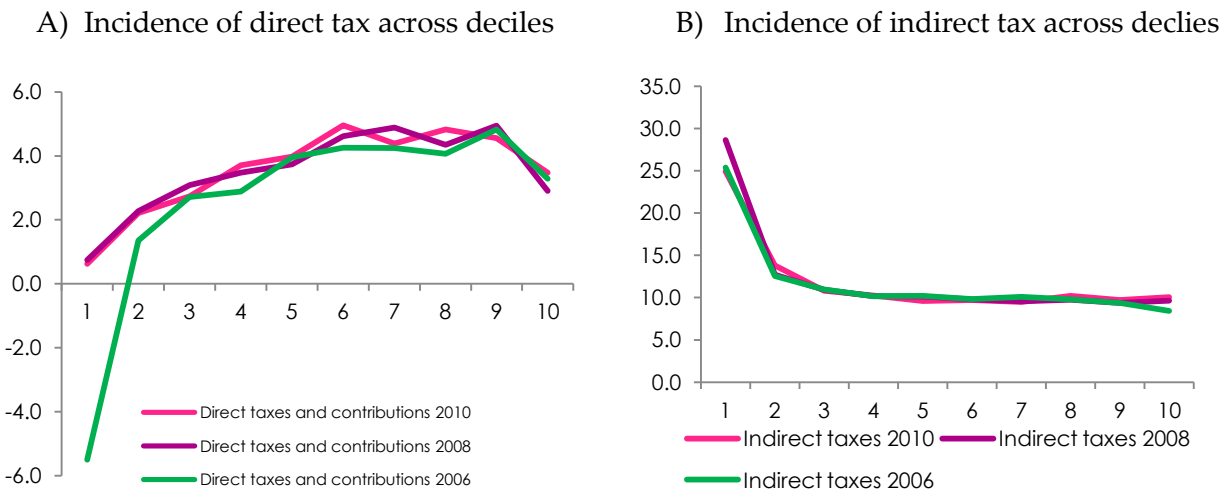 A) Incidence of direct tax across deciles
6.0
4.0
2.0
0.0
-2.0
-4.0
-6.0
1 2 3 4 5 6 7 8 9 10
Direct taxes and contributions 2010
Direct taxes and contributions 2008
Direct taxes and contributions 2006
B) Incidence of indirect tax across declies
35.0
30.0
25.0
20.0
15.0
10.0
5.0
0.0
1 2 3 4 5 6 7 8 9 10
Indirect taxes 2010 Indirect taxes 2008
Indirect taxes 2006